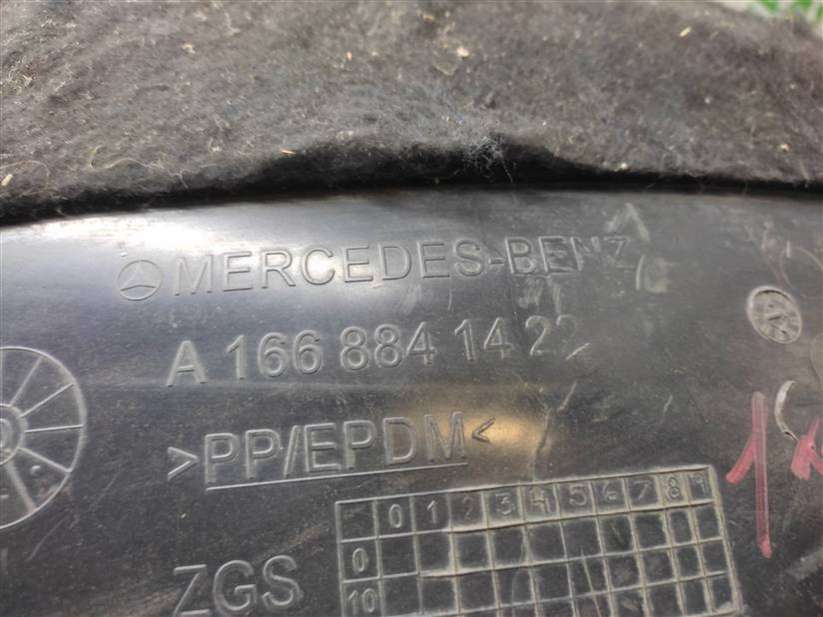 MERCEDES-BENZ
A 166 884 14 22
>PP/EPDM<
0 1 2 3 4 5 6 7 8 9
0
ZGS 10